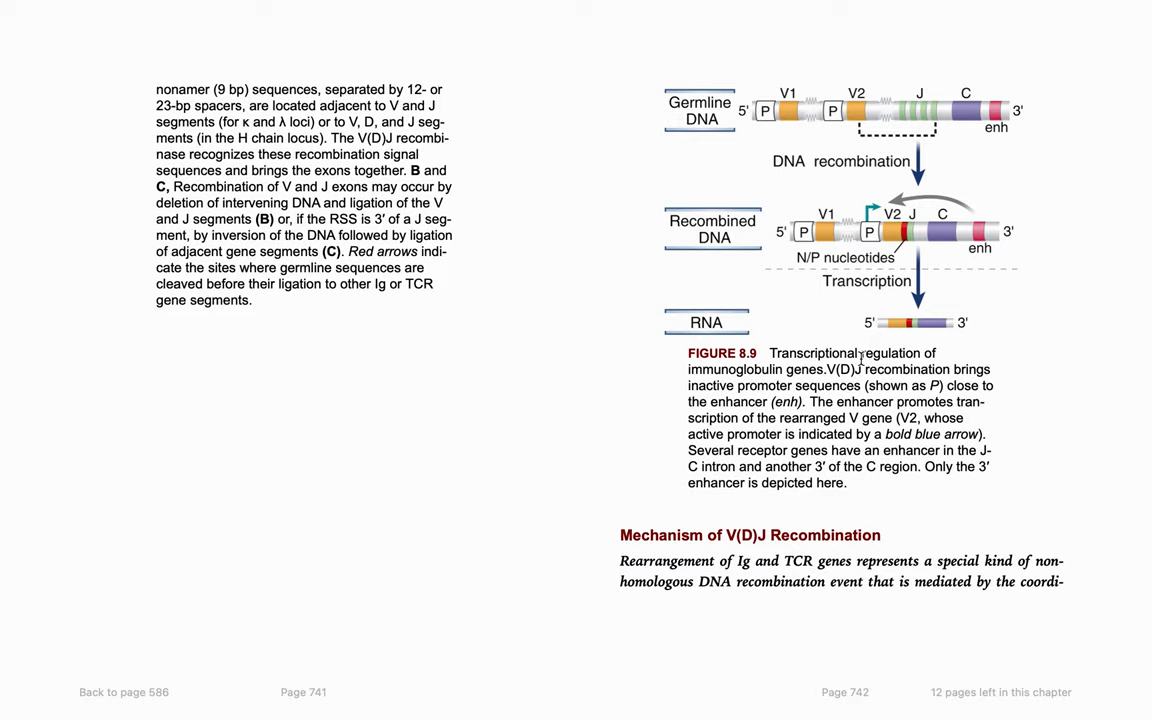 nonamer (9 bp) sequences, separated by 12- or
23-bp spacers, are located adjacent to V and J
segments (for κ and λ loci) or to V, D, and J seg-
ments (in the H chain locus). The V(D)J recombi-
nase recognizes these recombination signal
sequences and brings the exons together. B and
C, Recombination of V and J exons may occur by
deletion of intervening DNA and ligation of the V
and J segments (B) or, if the RSS is 3′ of a J seg-
ment, by inversion of the DNA followed by ligation
of adjacent gene segments (C). Red arrows indi-
cate the sites where germline sequences are
cleaved before their ligation to other Ig or TCR
gene segments.
V1 V2 J C
Germline DNA 5' P P 3'
enh
DNA recombination
V1 V2 J C
Recombined DNA 5' P P 3'
enh
N/P nucleotides
Transcription
RNA 5' 3'
FIGURE 8.9 Transcriptional regulation of
immunoglobulin genes.V(D)J recombination brings
inactive promoter sequences (shown as P) close to
the enhancer (enh). The enhancer promotes tran-
scription of the rearranged V gene (V2, whose
active promoter is indicated by a bold blue arrow).
Several receptor genes have an enhancer in the J-
C intron and another 3′ of the C region. Only the 3′
enhancer is depicted here.
Mechanism of V(D)J Recombination
Rearrangement of Ig and TCR genes represents a special kind of non-
homologous DNA recombination event that is mediated by the coordi-
Back to page 586 Page 741 Page 742 12 pages left in this chapter